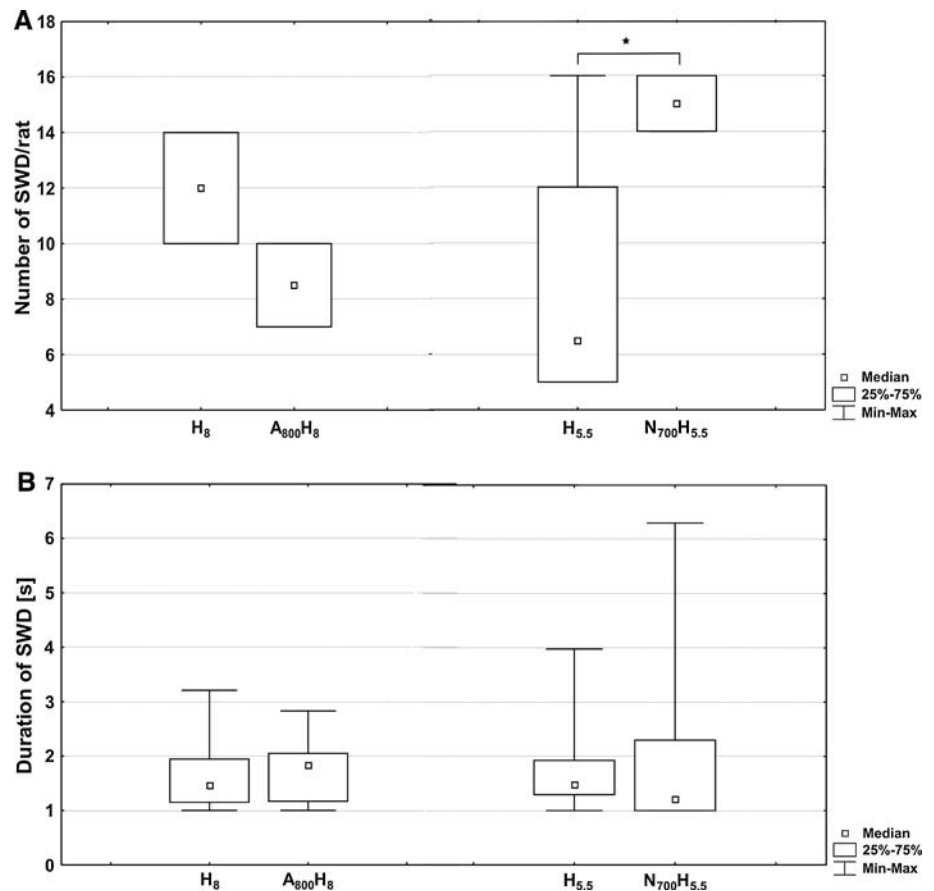 A
Number of SWD/rat
18
16
14
12
10
8
6
4
*
H₈ A₈₀₀H₈ H₅.₅ N₇₀₀H₅.₅
Median
25%-75%
Min-Max
B
Duration of SWD [s]
7
6
5
4
3
2
1
0
H₈ A₈₀₀H₈ H₅.₅ N₇₀₀H₅.₅
Median
25%-75%
Min-Max